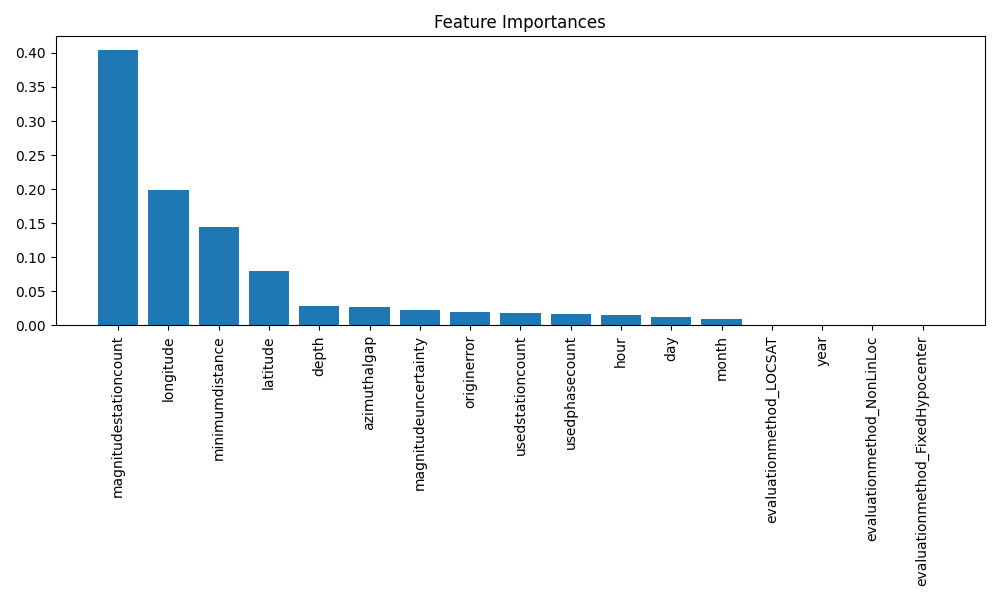 Feature Importances
0.40
0.35
0.30
0.25
0.20
0.15
0.10
0.05
0.00
magnitudestationcount
longitude
minimumdistance
latitude
depth
azimuthalgap
magnitudeuncertainty
originerror
usedstationcount
usedphasecount
hour
day
month
evaluationmethod_LOCSAT
year
evaluationmethod_NonLinLoc
evaluationmethod_FixedHypocenter